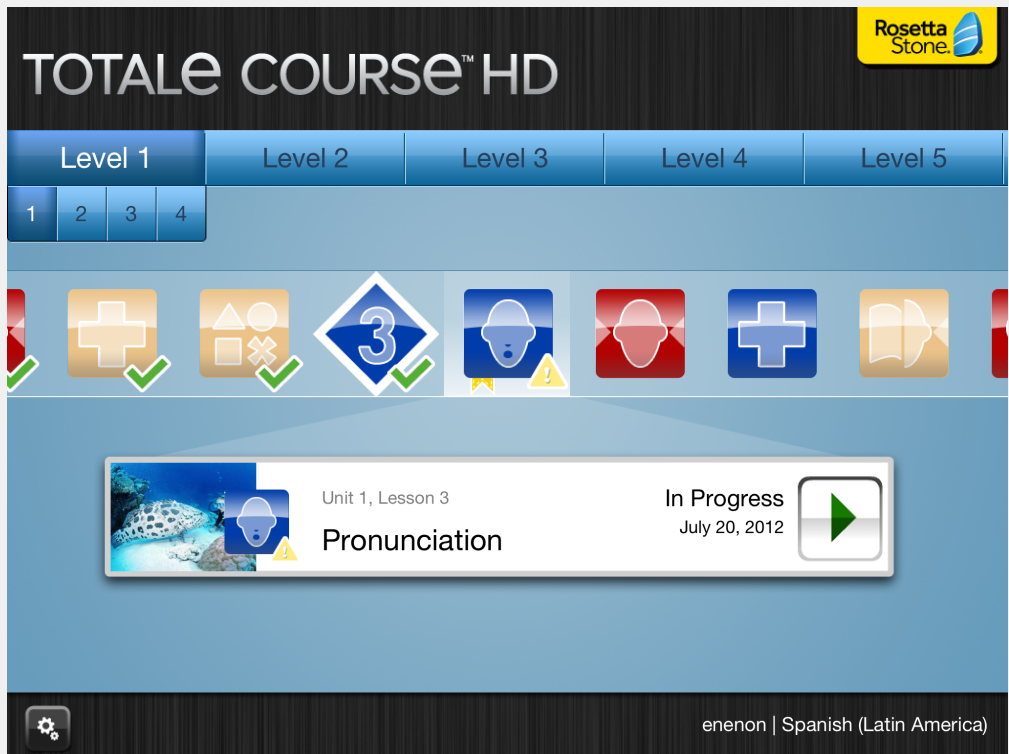 TOTALe COURSe™ HD
Rosetta
Stone.
Level 1
Level 2
Level 3
Level 4
Level 5
1
2
3
4
3
Unit 1, Lesson 3
Pronunciation
In Progress
July 20, 2012
enenon | Spanish (Latin America)